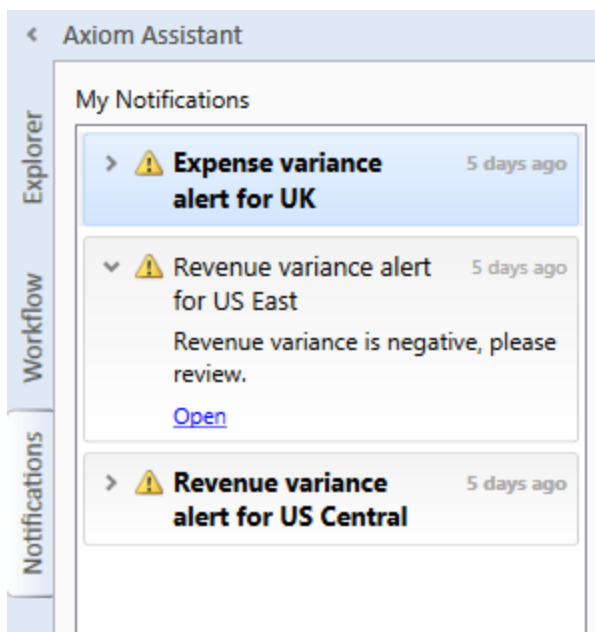 Axiom Assistant
Explorer
Workflow
Notifications
My Notifications
Expense variance 5 days ago
alert for UK
Revenue variance alert 5 days ago
for US East
Revenue variance is negative, please
review.
Open
Revenue variance 5 days ago
alert for US Central